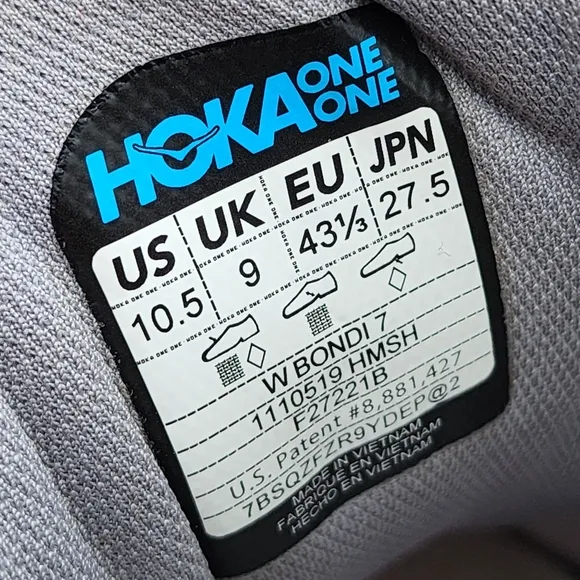 HOKA ONE ONE
US UK EU JPN
10.5 9 43⅓ 27.5
W BONDI 7
1110519 HMSH
F27221B
U.S. Patent #8,881,427
7BSQZFZR9YDEP@2
MADE IN VIETNAM
FABRIQUÉ EN VIETNAM
HECHO EN VIETNAM